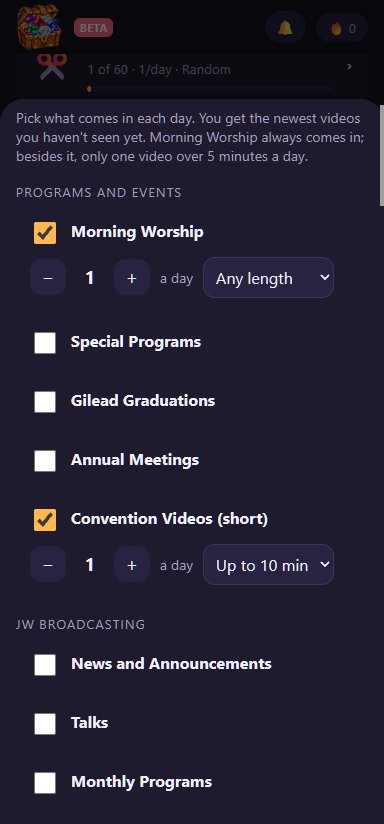 BETA
0
1 of 60 · 1/day · Random
Pick what comes in each day. You get the newest videos
you haven't seen yet. Morning Worship always comes in;
besides it, only one video over 5 minutes a day.
PROGRAMS AND EVENTS
Morning Worship
− 1 + a day Any length
Special Programs
Gilead Graduations
Annual Meetings
Convention Videos (short)
− 1 + a day Up to 10 min
JW BROADCASTING
News and Announcements
Talks
Monthly Programs